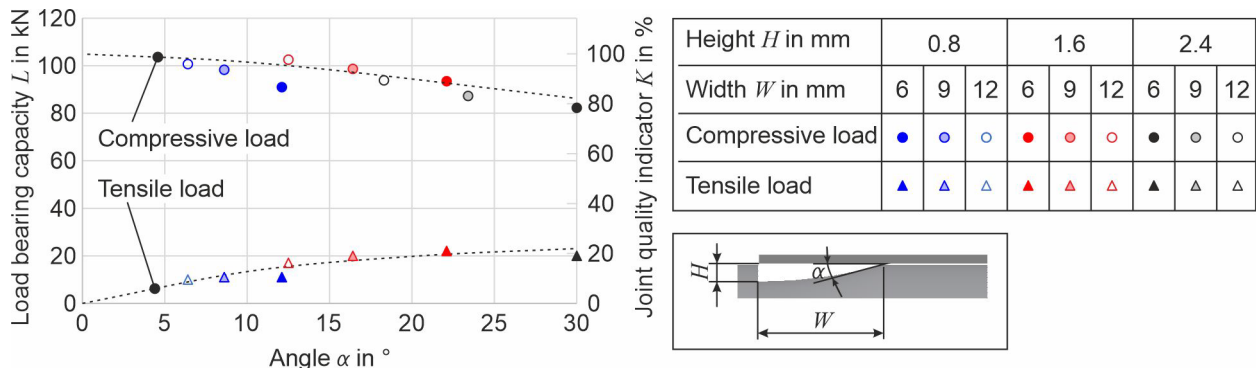 Load bearing capacity L in kN
120
100
80
60
40
20
0
Compressive load
Tensile load
0 5 10 15 20 25 30
Angle α in °
100
80
60
40
20
0
Joint quality indicator K in %
Height H in mm 0.8 1.6 2.4
Width W in mm 6 9 12 6 9 12 6 9 12
Compressive load
Tensile load
H
α
W